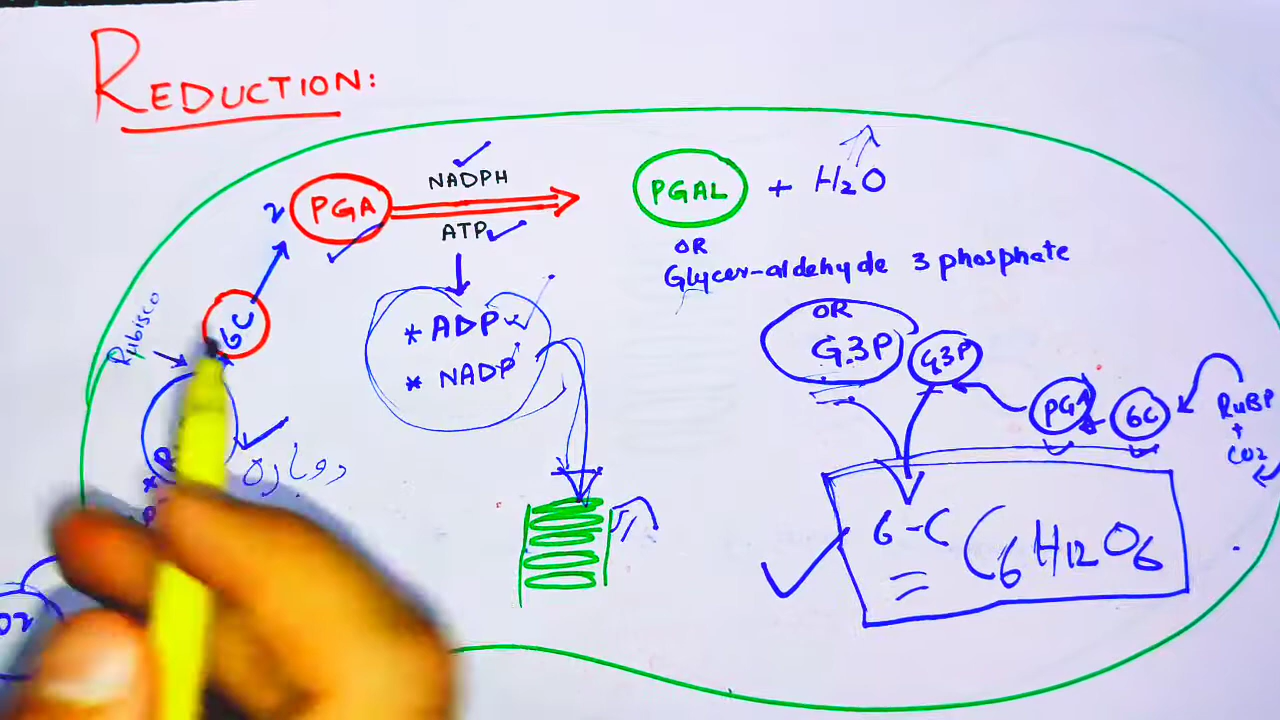 REDUCTION:
2 PGA
NADPH
ATP
PGAL + H2O
OR
Glycer-aldehyde 3 phosphate
OR
G3P
G3P
PGA
6C
RuBP
+
CO2
* ADP
* NADP
Rubisco
6C
دوبارہ
6-C C6H12O6
O2